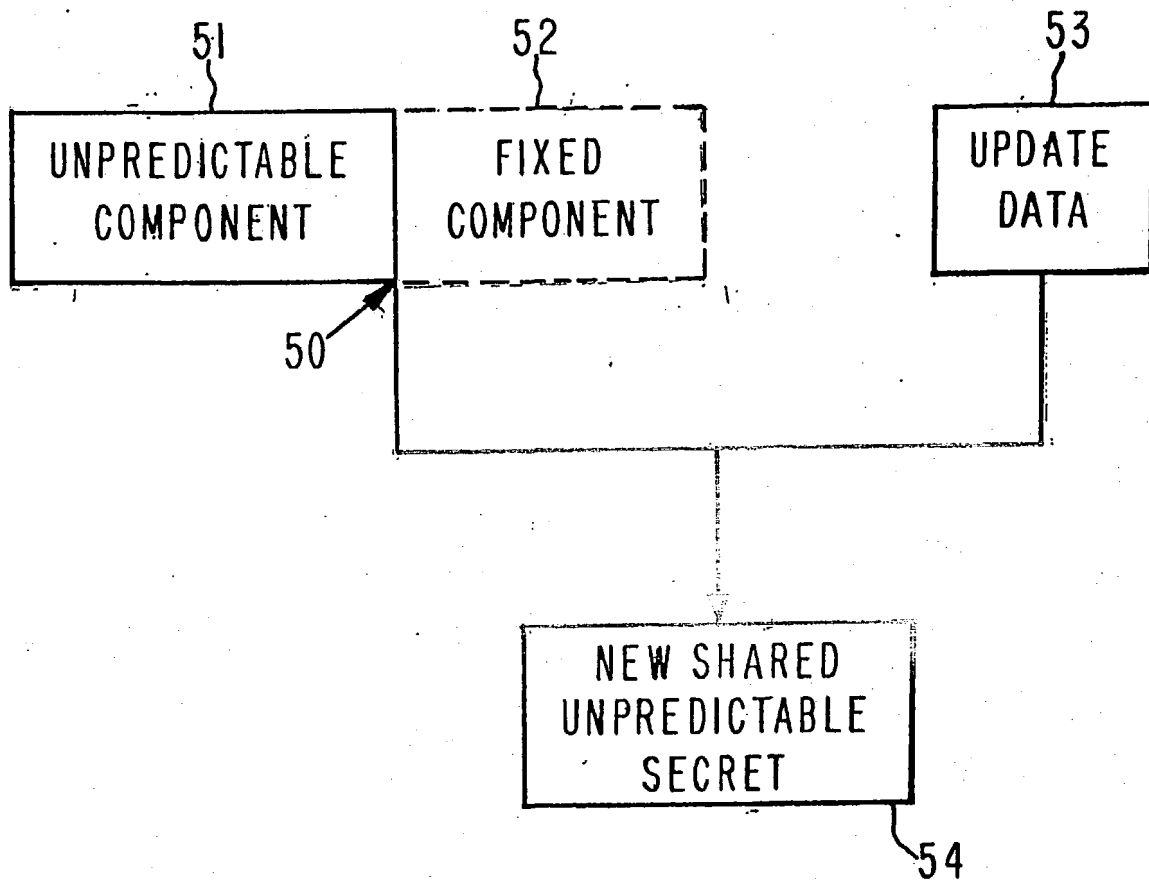 51
52
53
UNPREDICTABLE
COMPONENT
FIXED
COMPONENT
UPDATE
DATA
50
NEW SHARED
UNPREDICTABLE
SECRET
54